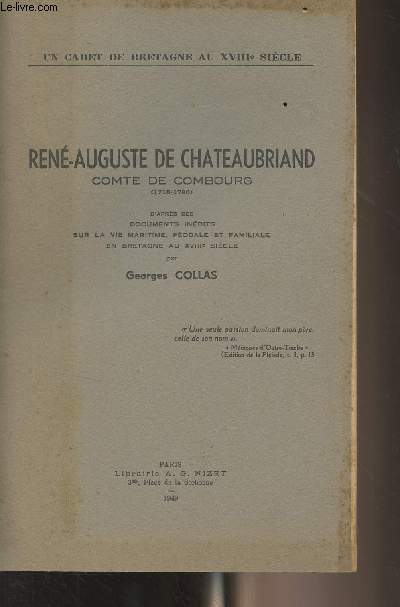 Le-livre.com
UN CADET DE BRETAGNE AU XVIIIe SIÈCLE
RENÉ-AUGUSTE DE CHATEAUBRIAND
COMTE DE COMBOURG
(1718-1786)
D'APRÈS DES
DOCUMENTS INÉDITS
SUR LA VIE MARITIME, FÉODALE ET FAMILIALE
EN BRETAGNE AU XVIIIe SIÈCLE
par
Georges COLLAS
« Une seule passion dominait mon père,
celle de son nom ».
« Mémoires d'Outre-Tombe »
(Edition de la Pléiade, t. I, p. 13
PARIS
Librairie A. G. NIZET
Place de la Sorbonne
1949